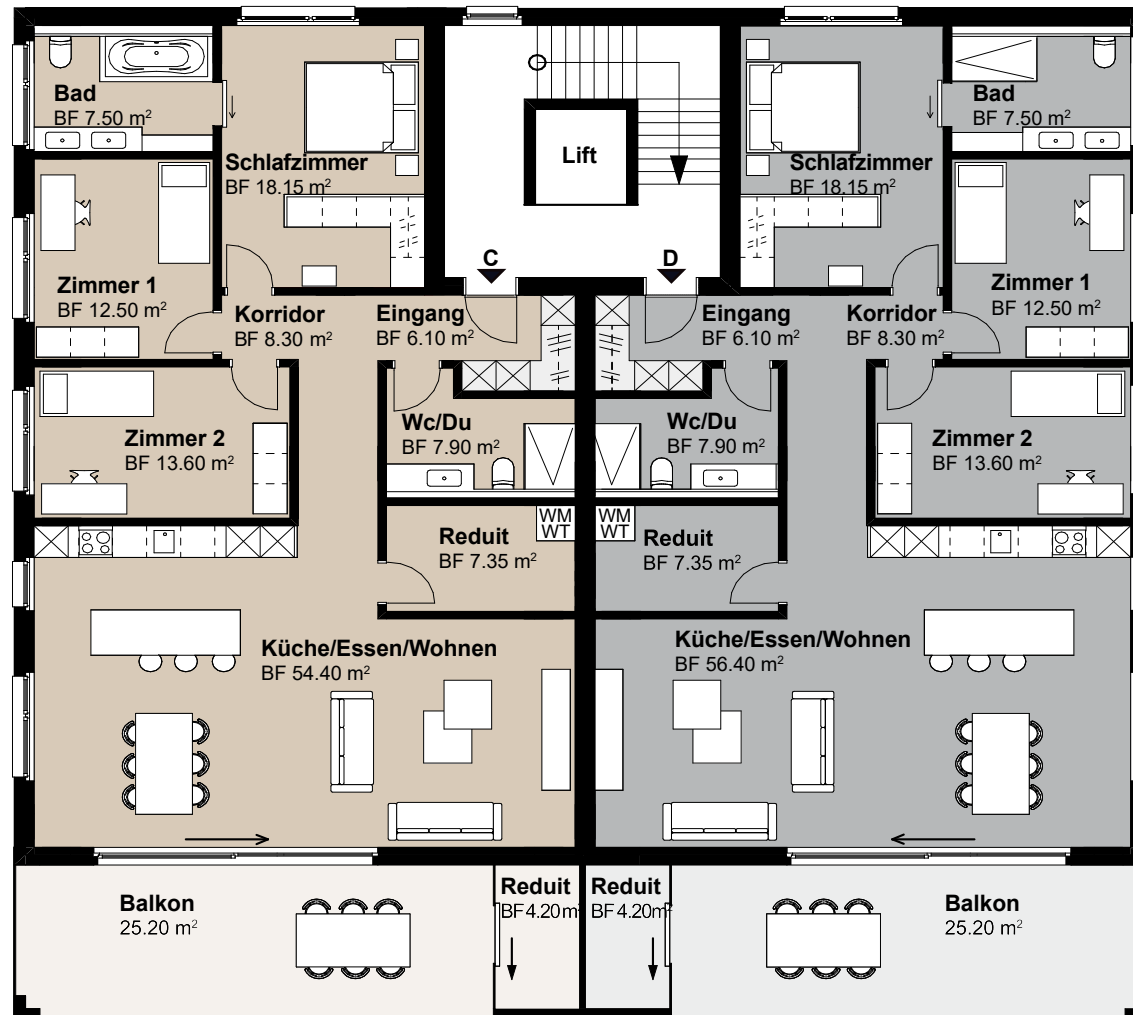 Bad
BF 7.50 m²
Schlafzimmer
BF 18.15 m²
Lift
Schlafzimmer
BF 18.15 m²
Bad
BF 7.50 m²
Zimmer 1
BF 12.50 m²
Korridor
BF 8.30 m²
Eingang
BF 6.10 m²
C
D
Eingang
BF 6.10 m²
Korridor
BF 8.30 m²
Zimmer 1
BF 12.50 m²
Zimmer 2
BF 13.60 m²
Wc/Du
BF 7.90 m²
Wc/Du
BF 7.90 m²
Zimmer 2
BF 13.60 m²
Reduit
BF 7.35 m²
WM
WT
WM
WT
Reduit
BF 7.35 m²
Küche/Essen/Wohnen
BF 54.40 m²
Küche/Essen/Wohnen
BF 56.40 m²
Balkon
25.20 m²
Reduit
BF 4.20 m²
Reduit
BF 4.20 m²
Balkon
25.20 m²